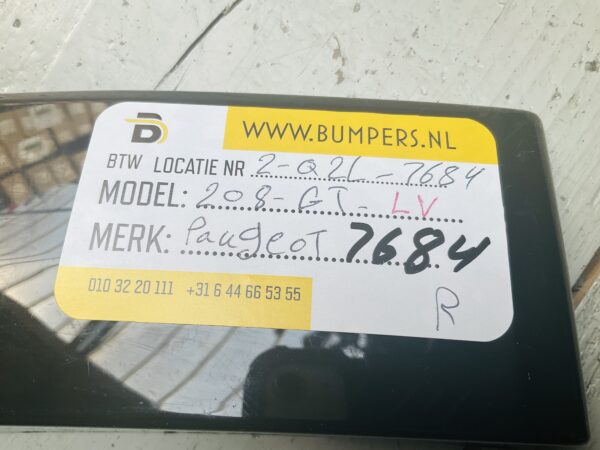 B WWW.BUMPERS.NL
BTW LOCATIE NR 2-Q2L-7684
MODEL: 208-GT-LV
MERK: Paugeot 7684
010 32 20 111 +31 6 44 66 53 55
R